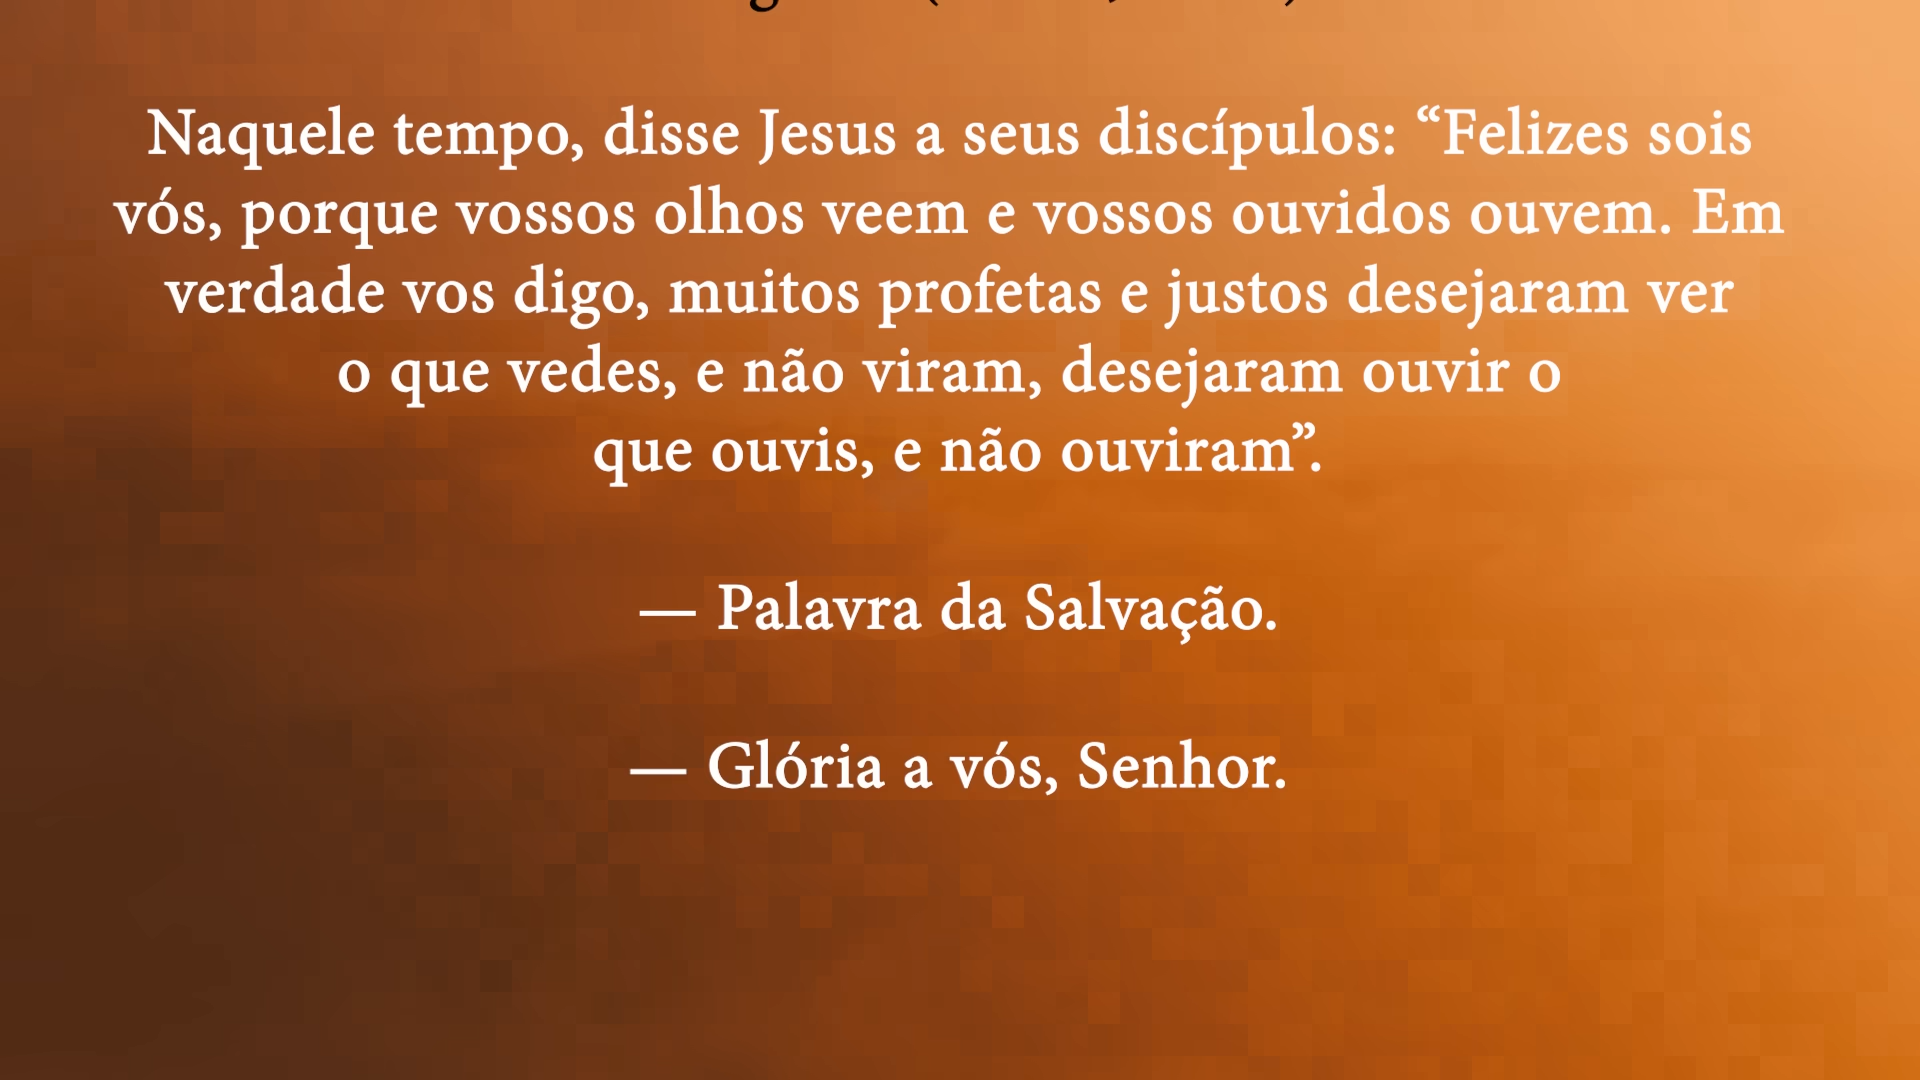 Naquele tempo, disse Jesus a seus discípulos: “Felizes sois
vós, porque vossos olhos veem e vossos ouvidos ouvem. Em
verdade vos digo, muitos profetas e justos desejaram ver
o que vedes, e não viram, desejaram ouvir o
que ouvis, e não ouviram”.
— Palavra da Salvação.
— Glória a vós, Senhor.